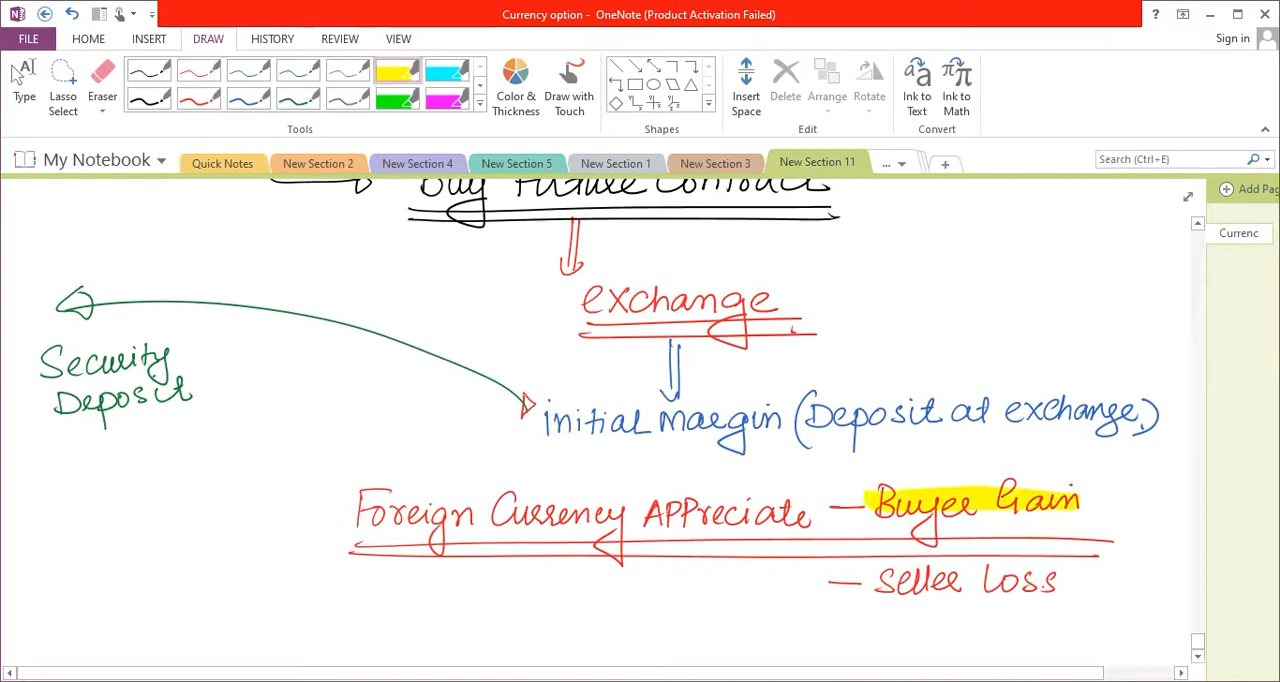 Currency option - OneNote (Product Activation Failed)
FILE HOME INSERT DRAW HISTORY REVIEW VIEW
Sign in
Type
Lasso Select
Eraser
Color & Thickness
Draw with Touch
Insert Space
Delete
Arrange
Rotate
Ink to Text
Ink to Math
Tools
Shapes
Edit
Convert
My Notebook
Quick Notes
New Section 2
New Section 4
New Section 5
New Section 1
New Section 3
New Section 11
...
Search (Ctrl+E)
Add Pag
Currenc
Buy Future Contract
exchange
Security
Deposit
initial Margin (Deposit at exchange)
Foreign Currency Appreciate — Buyer Gain
— Seller Loss